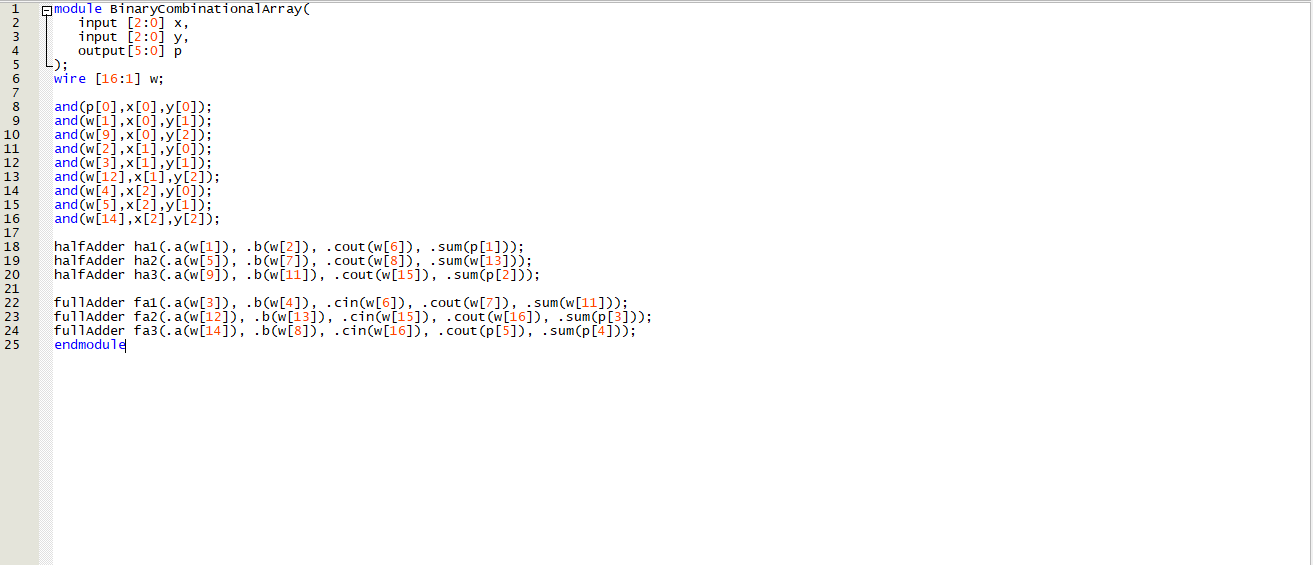 1 module BinaryCombinationalArray(
2 input [2:0] x,
3 input [2:0] y,
4 output[5:0] p
5 );
6 wire [16:1] w;
7
8 and(p[0],x[0],y[0]);
9 and(w[1],x[0],y[1]);
10 and(w[9],x[0],y[2]);
11 and(w[2],x[1],y[0]);
12 and(w[3],x[1],y[1]);
13 and(w[12],x[1],y[2]);
14 and(w[4],x[2],y[0]);
15 and(w[5],x[2],y[1]);
16 and(w[14],x[2],y[2]);
17
18 halfAdder ha1(.a(w[1]), .b(w[2]), .cout(w[6]), .sum(p[1]));
19 halfAdder ha2(.a(w[5]), .b(w[7]), .cout(w[8]), .sum(w[13]));
20 halfAdder ha3(.a(w[9]), .b(w[11]), .cout(w[15]), .sum(p[2]));
21
22 fullAdder fa1(.a(w[3]), .b(w[4]), .cin(w[6]), .cout(w[7]), .sum(w[11]));
23 fullAdder fa2(.a(w[12]), .b(w[13]), .cin(w[15]), .cout(w[16]), .sum(p[3]));
24 fullAdder fa3(.a(w[14]), .b(w[8]), .cin(w[16]), .cout(p[5]), .sum(p[4]));
25 endmodule